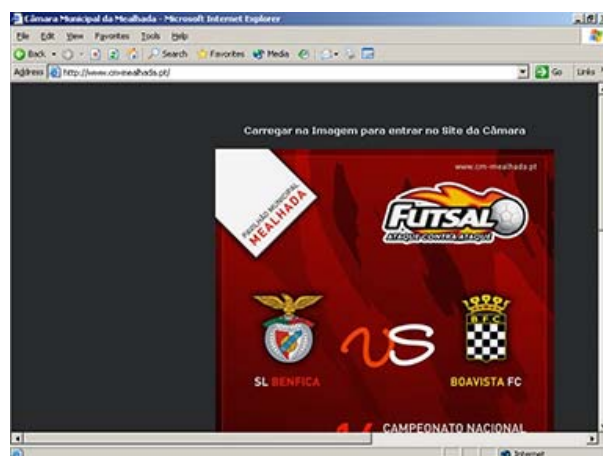 Câmara Municipal da Mealhada - Microsoft Internet Explorer
File Edit View Favorites Tools Help
Back Search Favorites Media
Address http://www.cm-mealhada.pt/ Go Links
Carregar na Imagem para entrar no Site da Câmara
www.cm-mealhada.pt
PAVILHÃO MUNICIPAL
MEALHADA
FUTSAL
ATAQUE CONTRA ATAQUE
BFC
VS
SL BENFICA
BOAVISTA FC
CAMPEONATO NACIONAL
Internet